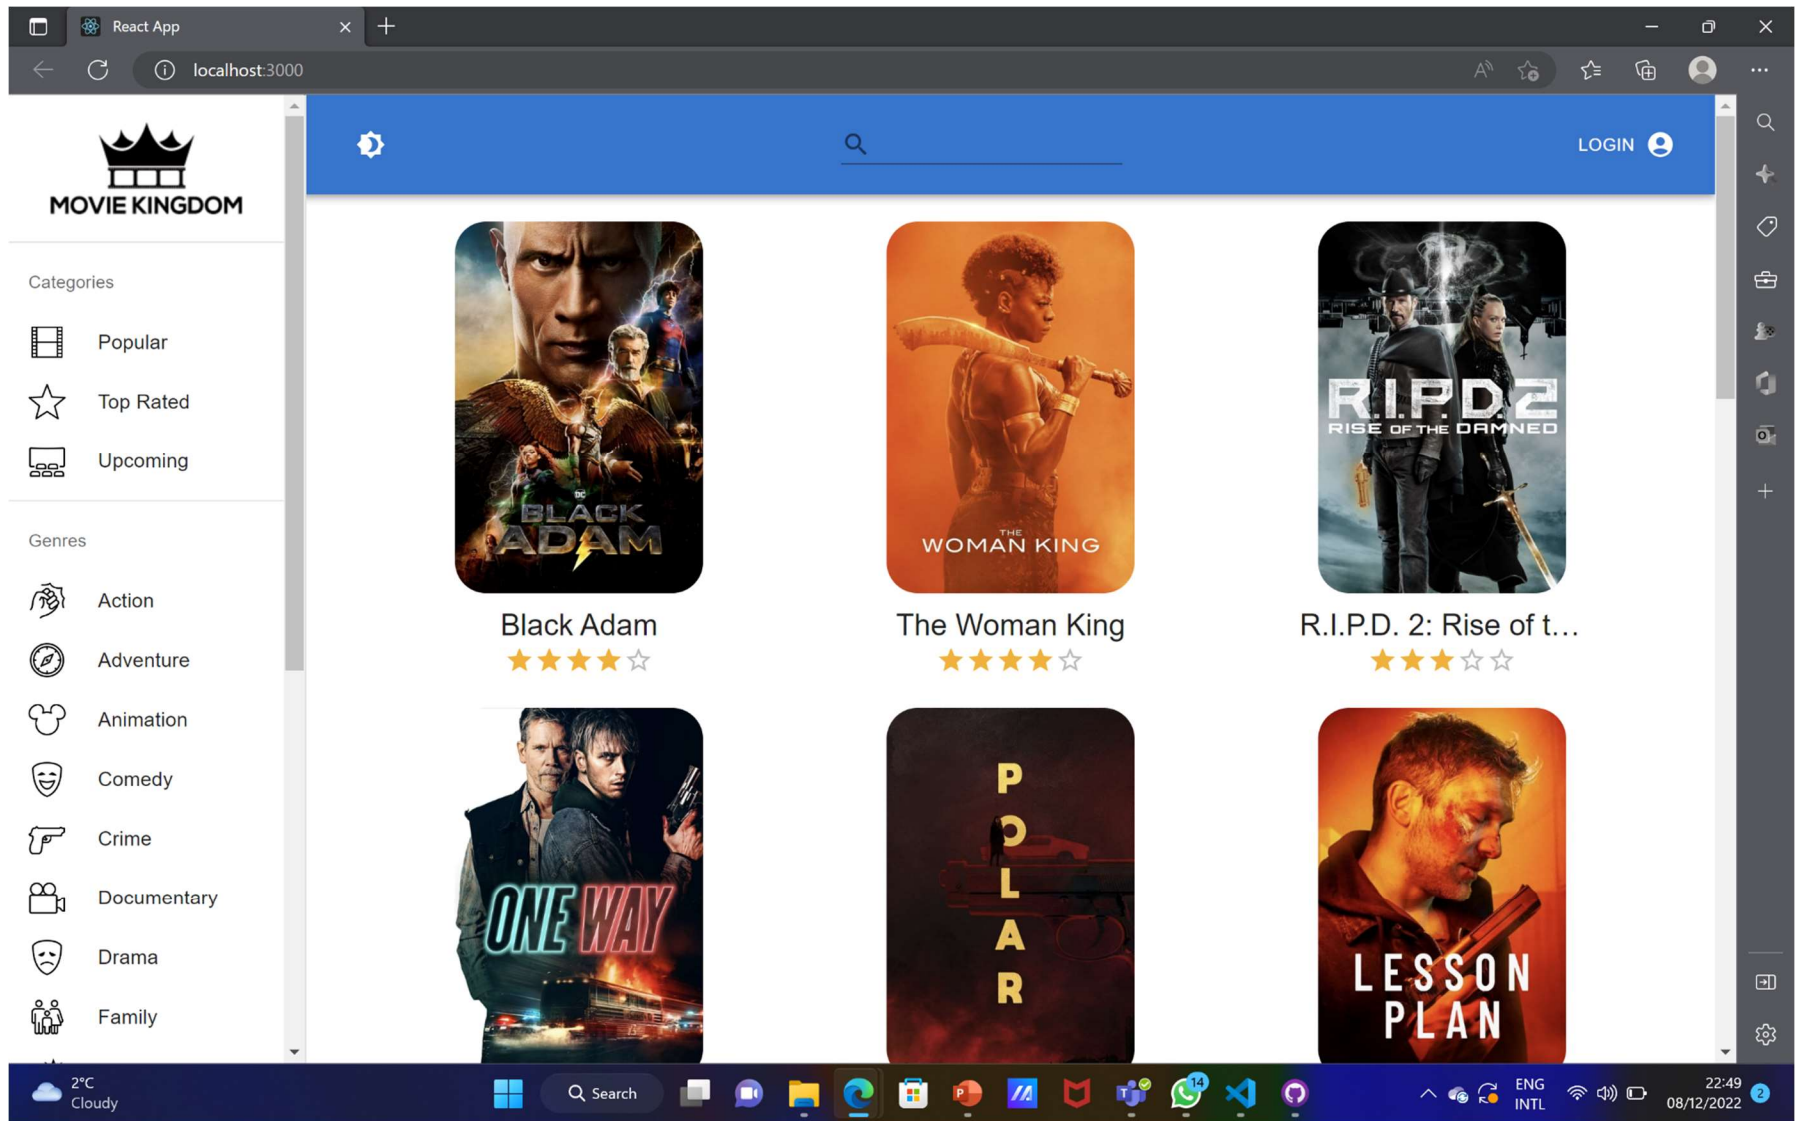 React App
localhost:3000
MOVIE KINGDOM
LOGIN
Categories
Popular
Top Rated
Upcoming
Genres
Action
Adventure
Animation
Comedy
Crime
Documentary
Drama
Family
DC
BLACK
ADAM
THE
WOMAN KING
R.I.P.D.2
RISE OF THE DAMNED
Black Adam
The Woman King
R.I.P.D. 2: Rise of t...
ONE WAY
POLAR
LESSON
PLAN
2°C
Cloudy
Search
14
ENG
INTL
22:49
08/12/2022
2